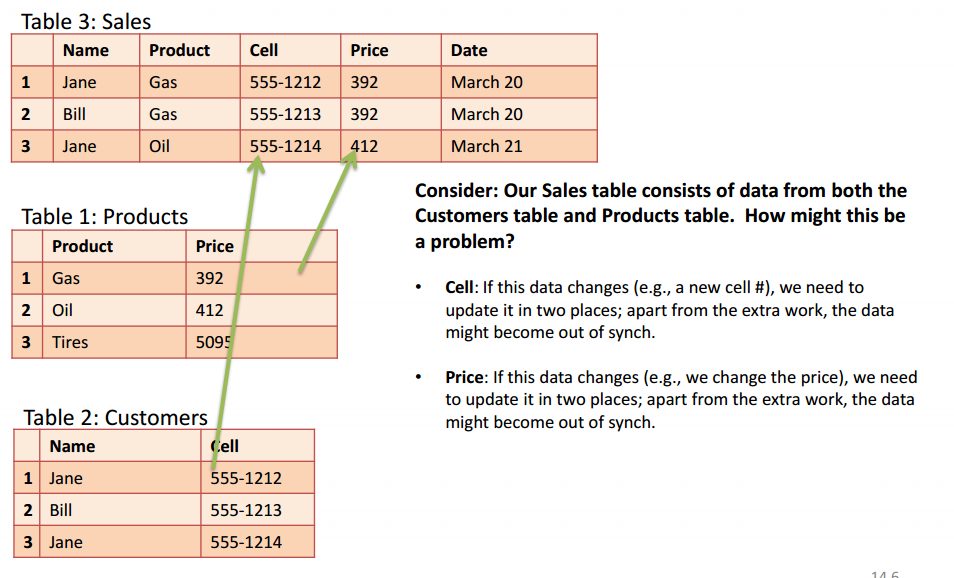 Table 3: Sales
Name Product Cell Price Date
1 Jane Gas 555-1212 392 March 20
2 Bill Gas 555-1213 392 March 20
3 Jane Oil 555-1214 412 March 21
Consider: Our Sales table consists of data from both the
Customers table and Products table. How might this be
a problem?
• Cell: If this data changes (e.g., a new cell #), we need to
update it in two places; apart from the extra work, the data
might become out of synch.
• Price: If this data changes (e.g., we change the price), we need
to update it in two places; apart from the extra work, the data
might become out of synch.
Table 1: Products
Product Price
1 Gas 392
2 Oil 412
3 Tires 5095
Table 2: Customers
Name Cell
1 Jane 555-1212
2 Bill 555-1213
3 Jane 555-1214